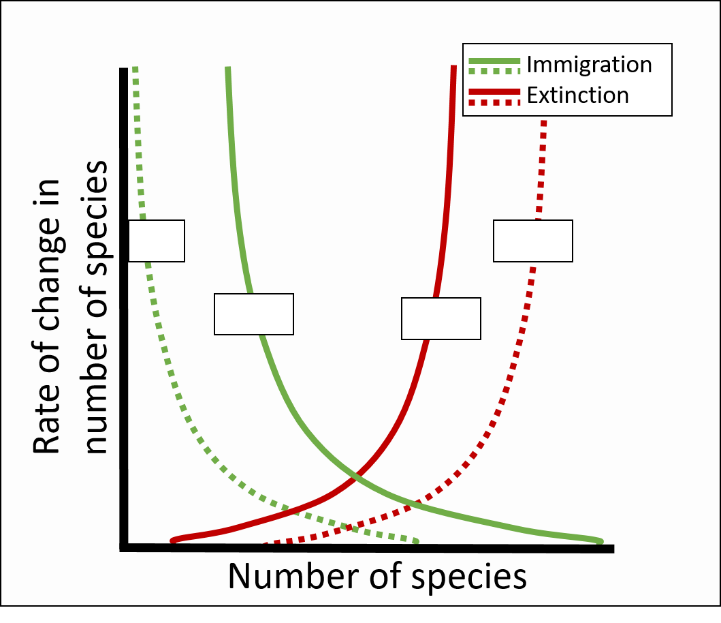 Immigration
Extinction
Rate of change in
number of species
Number of species